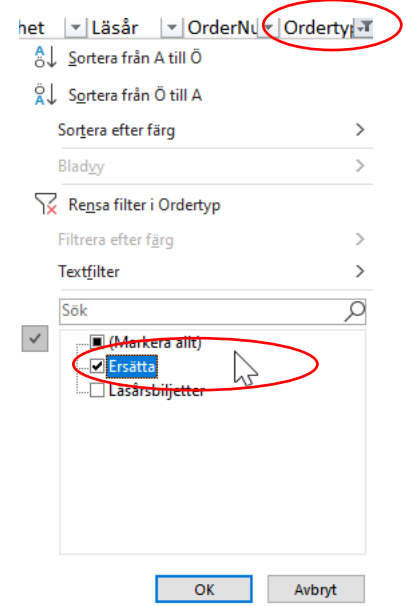 het Läsår OrderNu Ordertyp
Sortera från A till Ö
Sortera från Ö till A
Sortera efter färg
Bladvy
Rensa filter i Ordertyp
Filtrera efter färg
Textfilter
Sök
(Markera allt)
Ersätta
Läsårsbiljetter
OK Avbryt